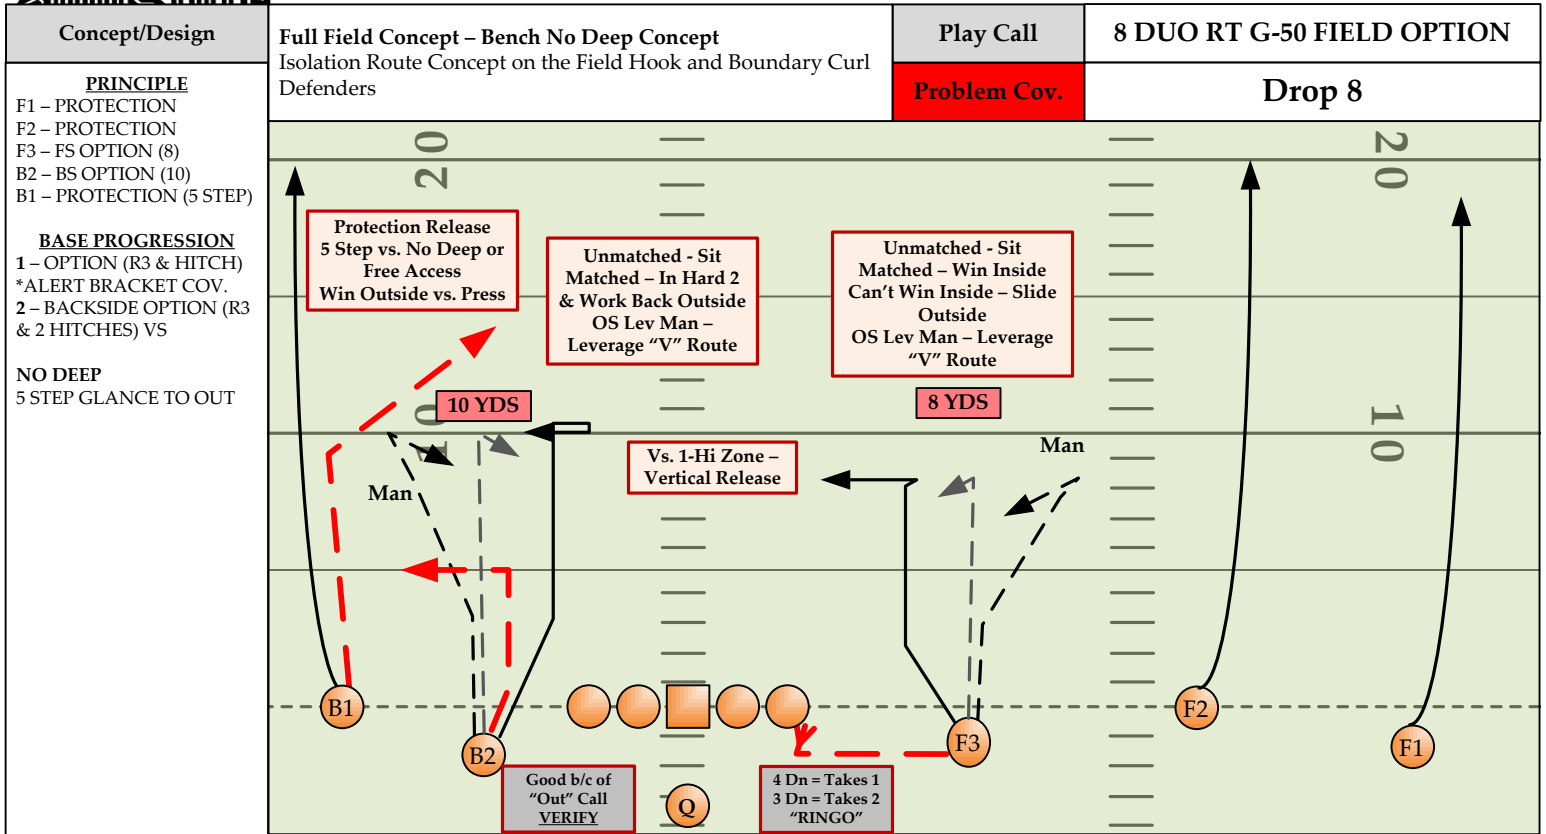 Concept/Design
Full Field Concept – Bench No Deep Concept
Isolation Route Concept on the Field Hook and Boundary Curl
Defenders
Play Call
8 DUO RT G-50 FIELD OPTION
Problem Cov.
Drop 8
PRINCIPLE
F1 – PROTECTION
F2 – PROTECTION
F3 – FS OPTION (8)
B2 – BS OPTION (10)
B1 – PROTECTION (5 STEP)
BASE PROGRESSION
1 – OPTION (R3 & HITCH)
*ALERT BRACKET COV.
2 – BACKSIDE OPTION (R3
& 2 HITCHES) VS
NO DEEP
5 STEP GLANCE TO OUT
20
20
Protection Release
5 Step vs. No Deep or
Free Access
Win Outside vs. Press
Unmatched - Sit
Matched – In Hard 2
& Work Back Outside
OS Lev Man –
Leverage “V” Route
Unmatched - Sit
Matched – Win Inside
Can’t Win Inside – Slide
Outside
OS Lev Man – Leverage
“V” Route
10 YDS
8 YDS
10
10
Man
Vs. 1-Hi Zone –
Vertical Release
Man
B1
B2
F3
F2
F1
Q
Good b/c of
“Out” Call
VERIFY
4 Dn = Takes 1
3 Dn = Takes 2
“RINGO”